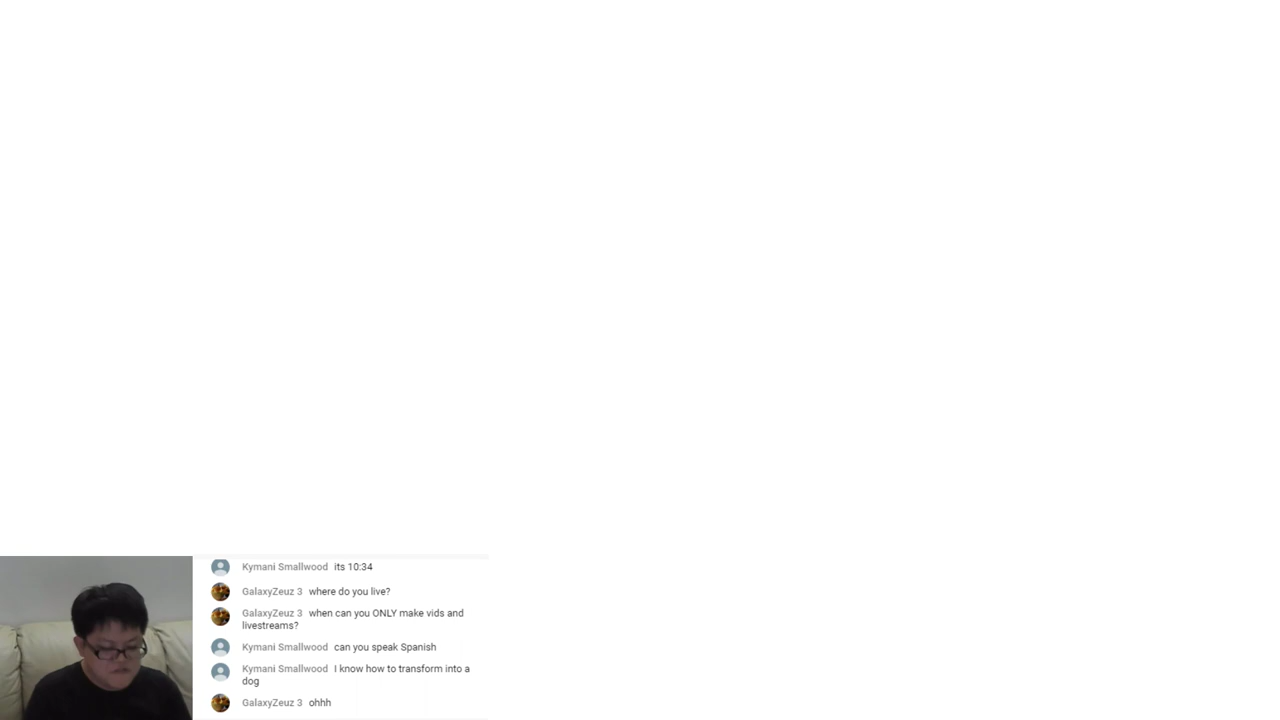 Kymani Smallwood its 10:34
GalaxyZeuz 3 where do you live?
GalaxyZeuz 3 when can you ONLY make vids and
livestreams?
Kymani Smallwood can you speak Spanish
Kymani Smallwood I know how to transform into a
dog
GalaxyZeuz 3 ohhh